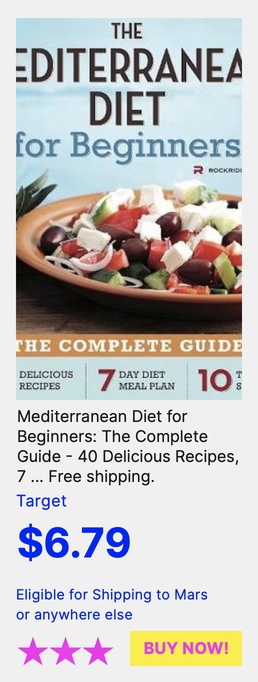 THE
EDITERRANEA
DIET
for Beginners
ROCKRIDG
THE COMPLETE GUIDE
DELICIOUS
RECIPES
7 DAY DIET
MEAL PLAN
10 T
S
Mediterranean Diet for
Beginners: The Complete
Guide - 40 Delicious Recipes,
7 ... Free shipping.
Target
$6.79
Eligible for Shipping to Mars
or anywhere else
BUY NOW!